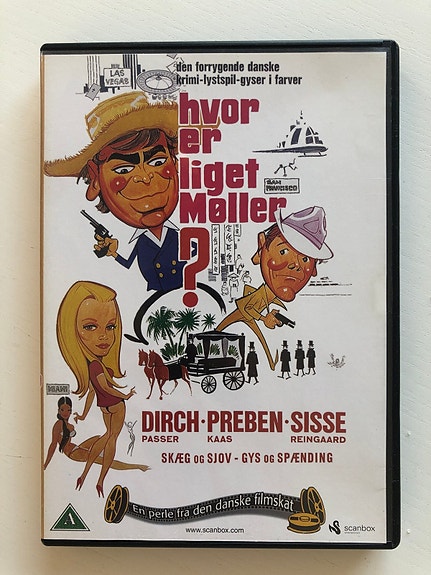 LAS
VEGAS
den forrygende danske
krimi-lystspil-gyser i farver
hvor
er
liget
Møller
?
SAN
FRANCISCO
MIAMI
DIRCH·PREBEN·SISSE
PASSER KAAS REINGAARD
SKÆG OG SJOV - GYS OG SPÆNDING
A
En perle fra den danske filmskat
www.scanbox.com
scanbox